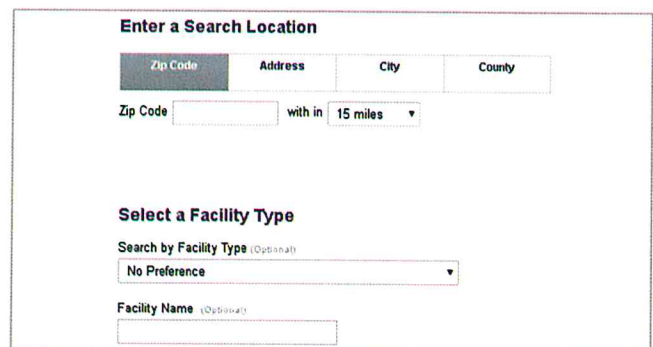 Enter a Search Location
Zip Code Address City County
Zip Code with in 15 miles ▼
Select a Facility Type
Search by Facility Type (Optional)
No Preference ▼
Facility Name (Optional)